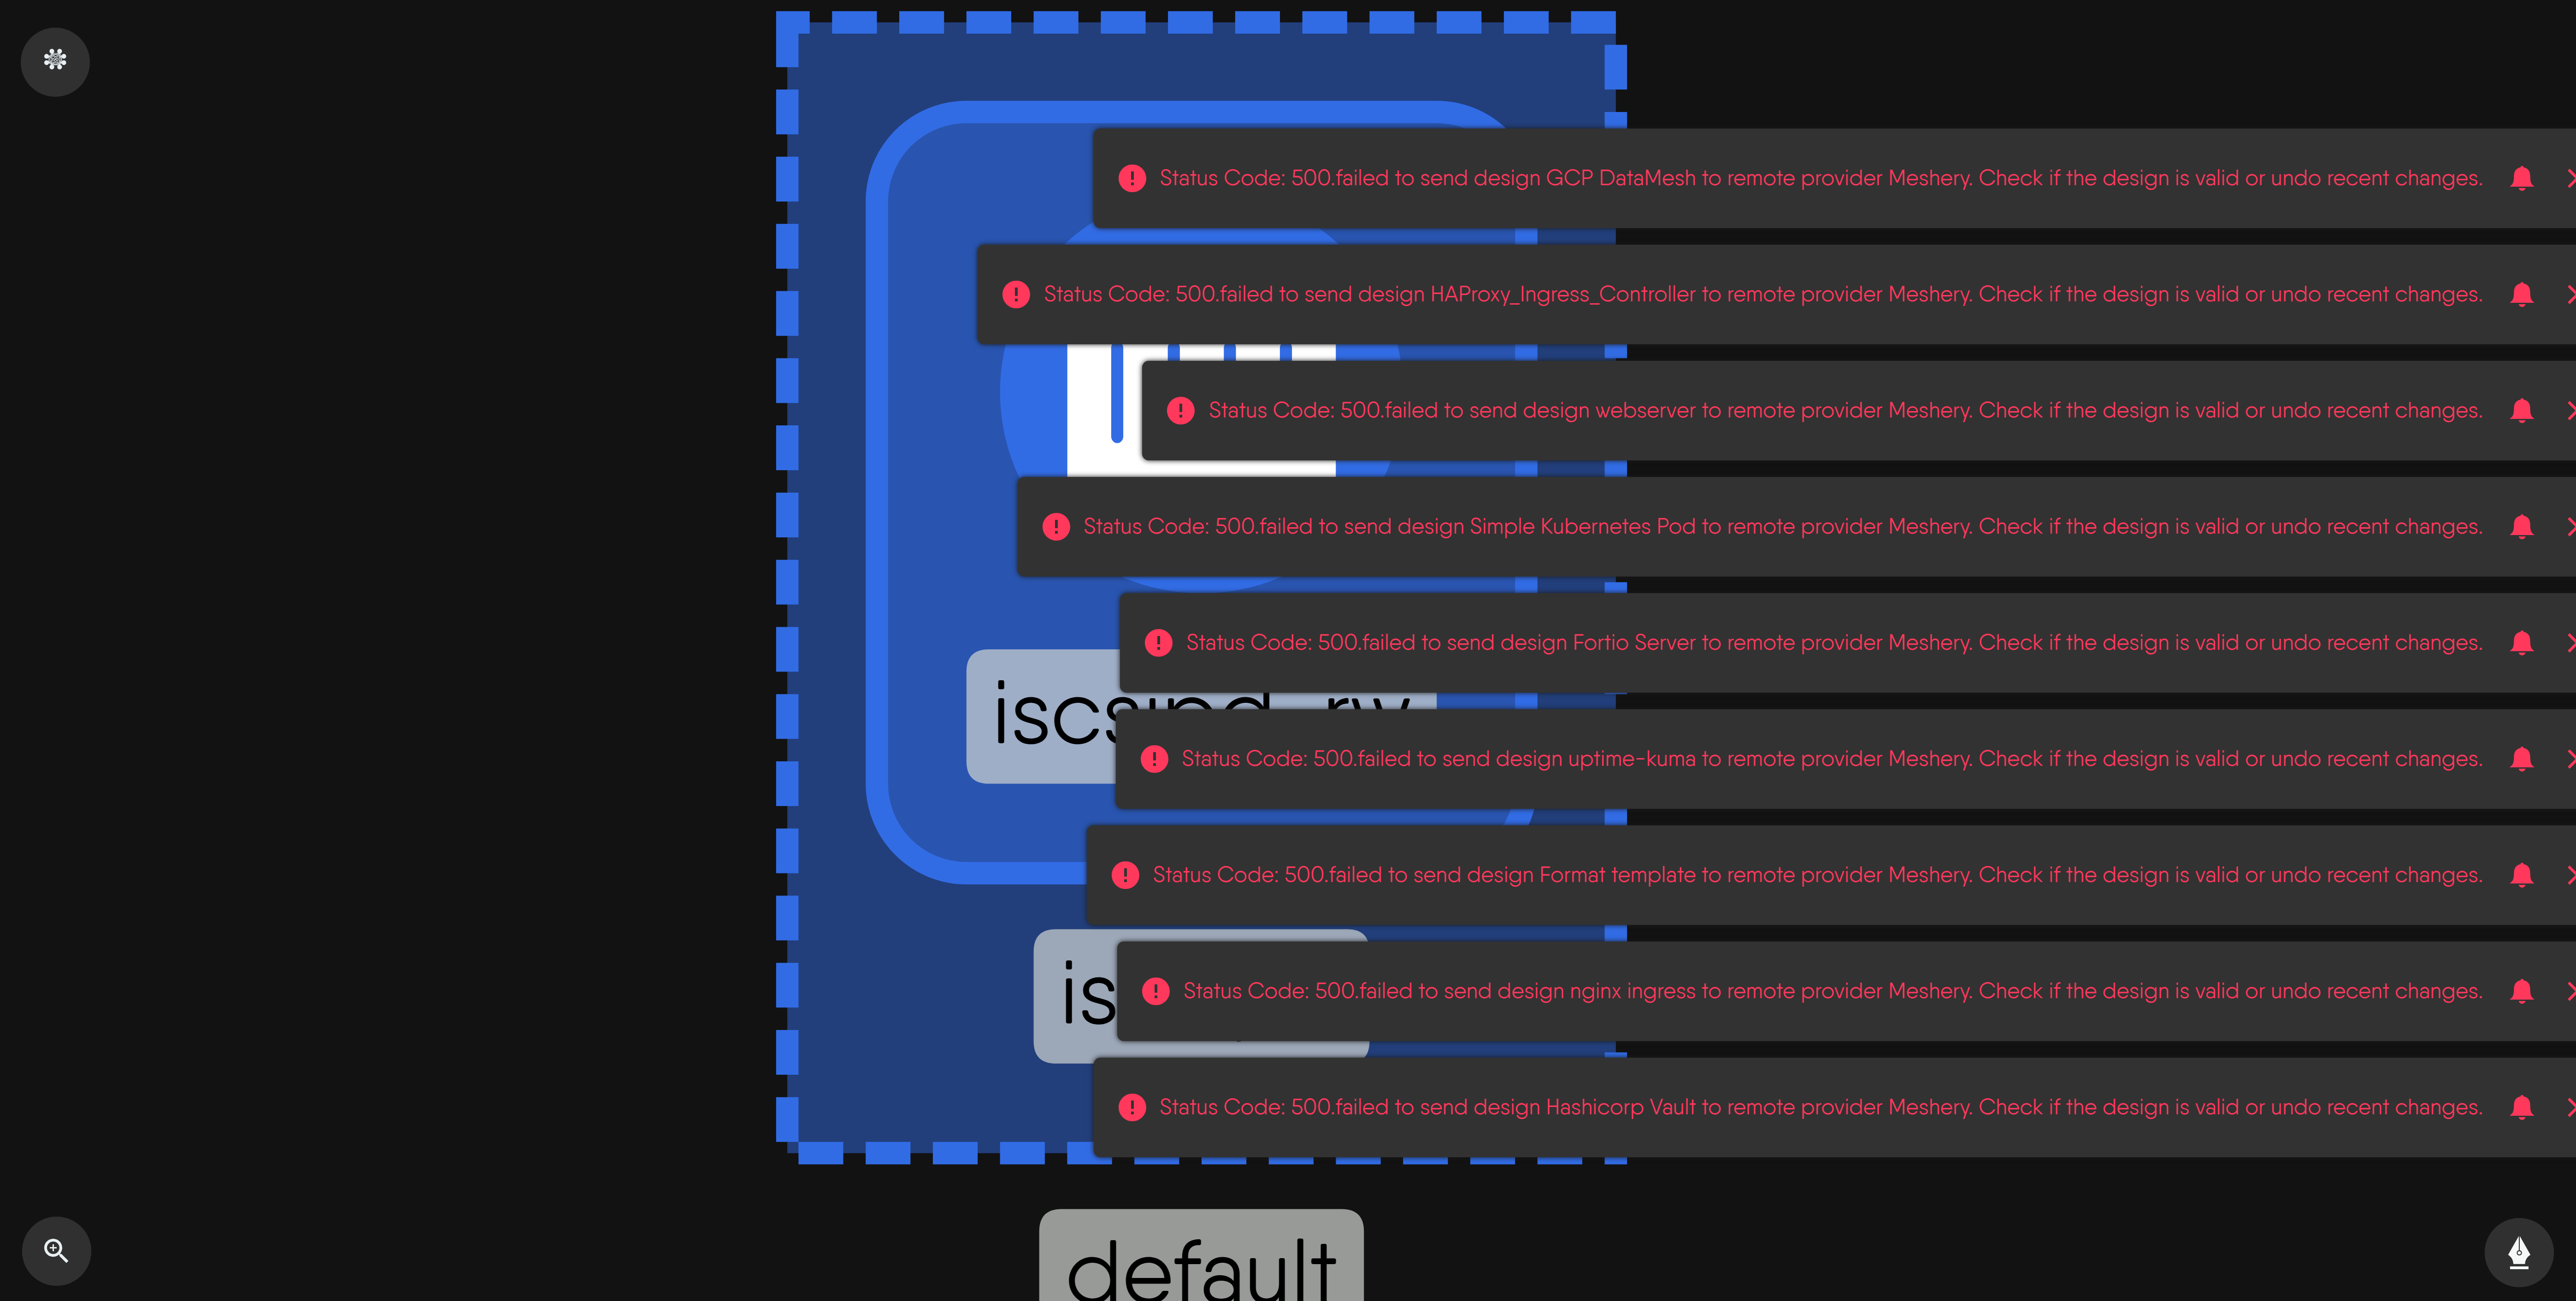 Status Code: 500.failed to send design GCP DataMesh to remote provider Meshery. Check if the design is valid or undo recent changes.
Status Code: 500.failed to send design HAProxy_Ingress_Controller to remote provider Meshery. Check if the design is valid or undo recent changes.
Status Code: 500.failed to send design webserver to remote provider Meshery. Check if the design is valid or undo recent changes.
Status Code: 500.failed to send design Simple Kubernetes Pod to remote provider Meshery. Check if the design is valid or undo recent changes.
Status Code: 500.failed to send design Fortio Server to remote provider Meshery. Check if the design is valid or undo recent changes.
Status Code: 500.failed to send design uptime-kuma to remote provider Meshery. Check if the design is valid or undo recent changes.
Status Code: 500.failed to send design Format template to remote provider Meshery. Check if the design is valid or undo recent changes.
Status Code: 500.failed to send design nginx ingress to remote provider Meshery. Check if the design is valid or undo recent changes.
Status Code: 500.failed to send design Hashicorp Vault to remote provider Meshery. Check if the design is valid or undo recent changes.
default